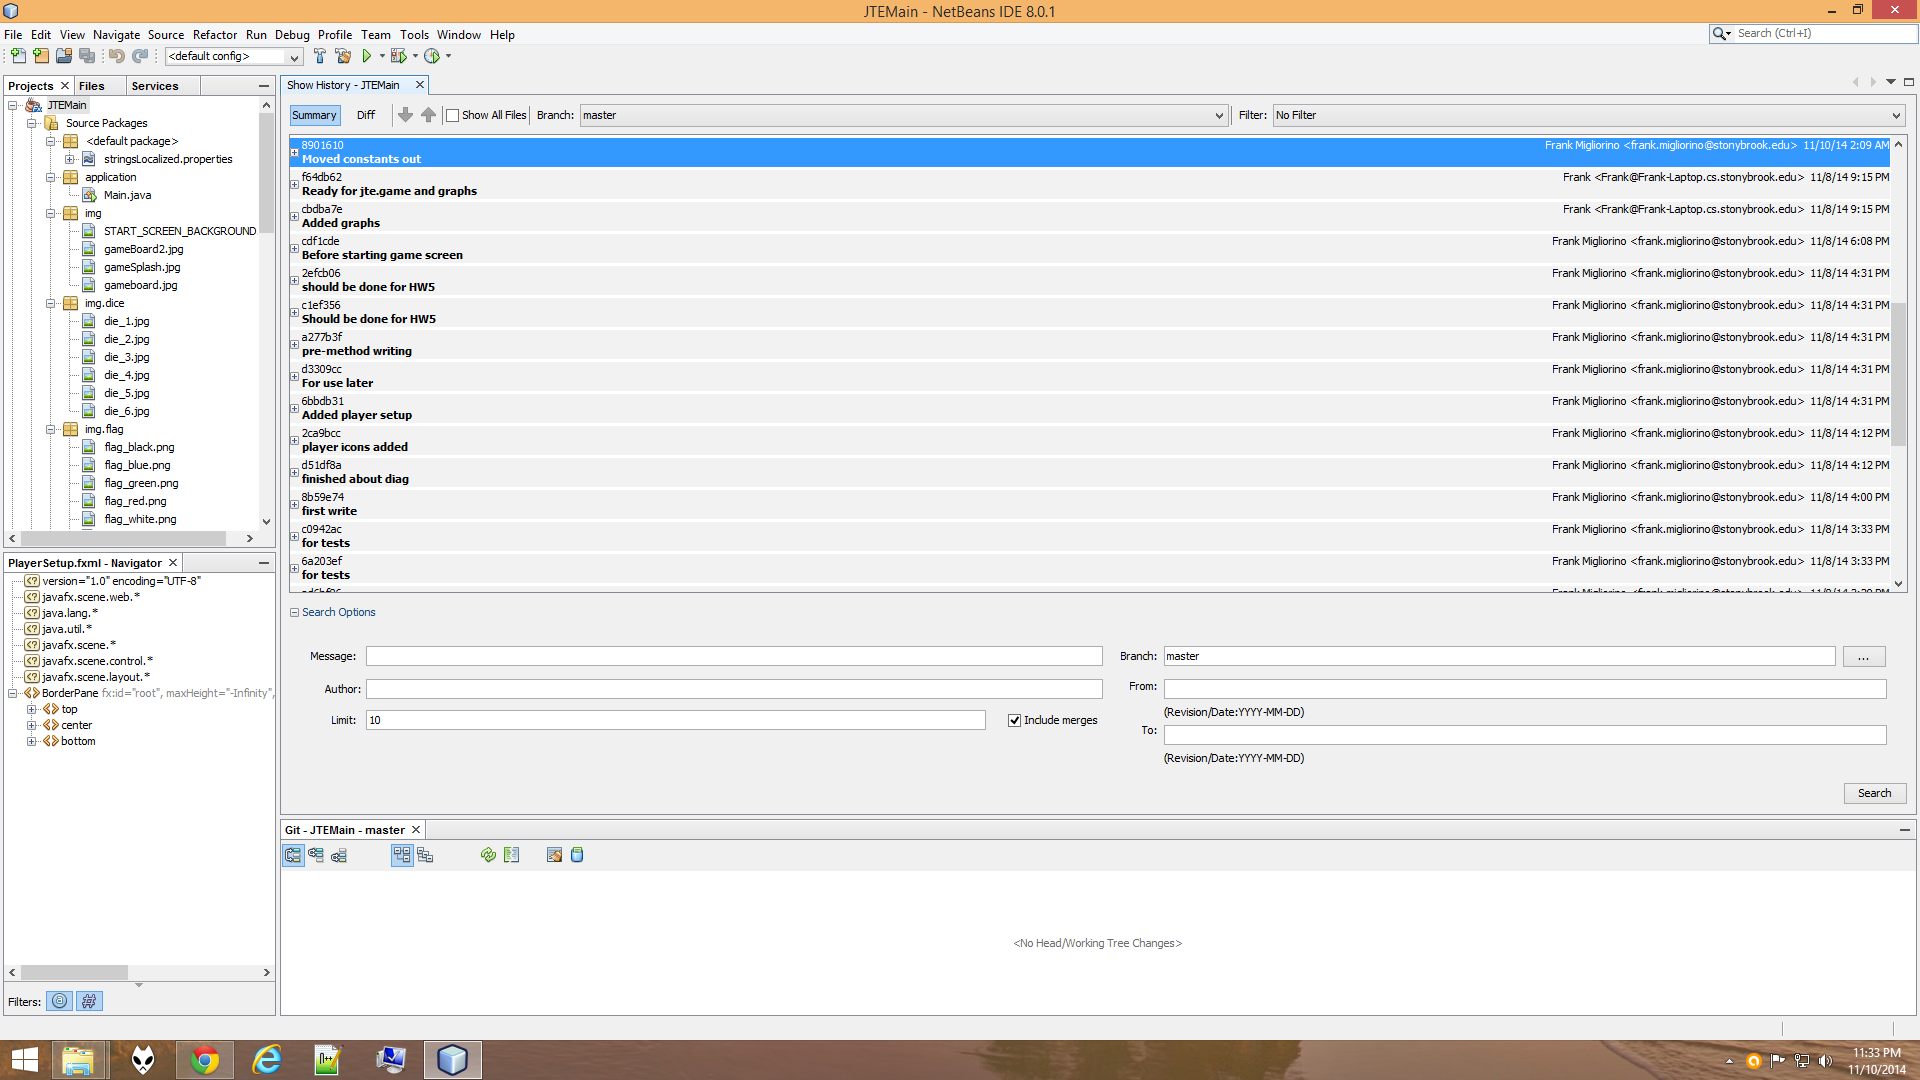 JTEMain - NetBeans IDE 8.0.1
File Edit View Navigate Source Refactor Run Debug Profile Team Tools Window Help
Search (Ctrl+I)
<default config>
Projects Files Services
JTEMain
Source Packages
<default package>
stringsLocalized.properties
application
Main.java
img
START_SCREEN_BACKGROUND
gameBoard2.jpg
gameSplash.jpg
gameboard.jpg
img.dice
die_1.jpg
die_2.jpg
die_3.jpg
die_4.jpg
die_5.jpg
die_6.jpg
img.flag
flag_black.png
flag_blue.png
flag_green.png
flag_red.png
flag_white.png
PlayerSetup.fxml - Navigator
version="1.0" encoding="UTF-8"
javafx.scene.web.*
java.lang.*
java.util.*
javafx.scene.*
javafx.scene.control.*
javafx.scene.layout.*
BorderPane fx:id="root", maxHeight="-Infinity",
top
center
bottom
Filters:
Show History - JTEMain
Summary Diff Show All Files Branch: master Filter: No Filter
8901610 Frank Migliorino <frank.migliorino@stonybrook.edu> 11/10/14 2:09 AM
Moved constants out
f64db62 Frank <Frank@Frank-Laptop.cs.stonybrook.edu> 11/8/14 9:15 PM
Ready for jte.game and graphs
cbdba7e Frank <Frank@Frank-Laptop.cs.stonybrook.edu> 11/8/14 9:15 PM
Added graphs
cdf1cde Frank Migliorino <frank.migliorino@stonybrook.edu> 11/8/14 6:08 PM
Before starting game screen
2efcb06 Frank Migliorino <frank.migliorino@stonybrook.edu> 11/8/14 4:31 PM
should be done for HW5
c1ef356 Frank Migliorino <frank.migliorino@stonybrook.edu> 11/8/14 4:31 PM
Should be done for HW5
a277b3f Frank Migliorino <frank.migliorino@stonybrook.edu> 11/8/14 4:31 PM
pre-method writing
d3309cc Frank Migliorino <frank.migliorino@stonybrook.edu> 11/8/14 4:31 PM
For use later
6bbdb31 Frank Migliorino <frank.migliorino@stonybrook.edu> 11/8/14 4:31 PM
Added player setup
2ca9bcc Frank Migliorino <frank.migliorino@stonybrook.edu> 11/8/14 4:12 PM
player icons added
d51df8a Frank Migliorino <frank.migliorino@stonybrook.edu> 11/8/14 4:12 PM
finished about diag
8b59e74 Frank Migliorino <frank.migliorino@stonybrook.edu> 11/8/14 4:00 PM
first write
c0942ac Frank Migliorino <frank.migliorino@stonybrook.edu> 11/8/14 3:33 PM
for tests
6a203ef Frank Migliorino <frank.migliorino@stonybrook.edu> 11/8/14 3:33 PM
for tests
Search Options
Message: Branch: master ...
Author: From:
(Revision/Date:YYYY-MM-DD)
Limit: 10 Include merges To:
(Revision/Date:YYYY-MM-DD)
Search
Git - JTEMain - master
<No Head/Working Tree Changes>
11:33 PM
11/10/2014